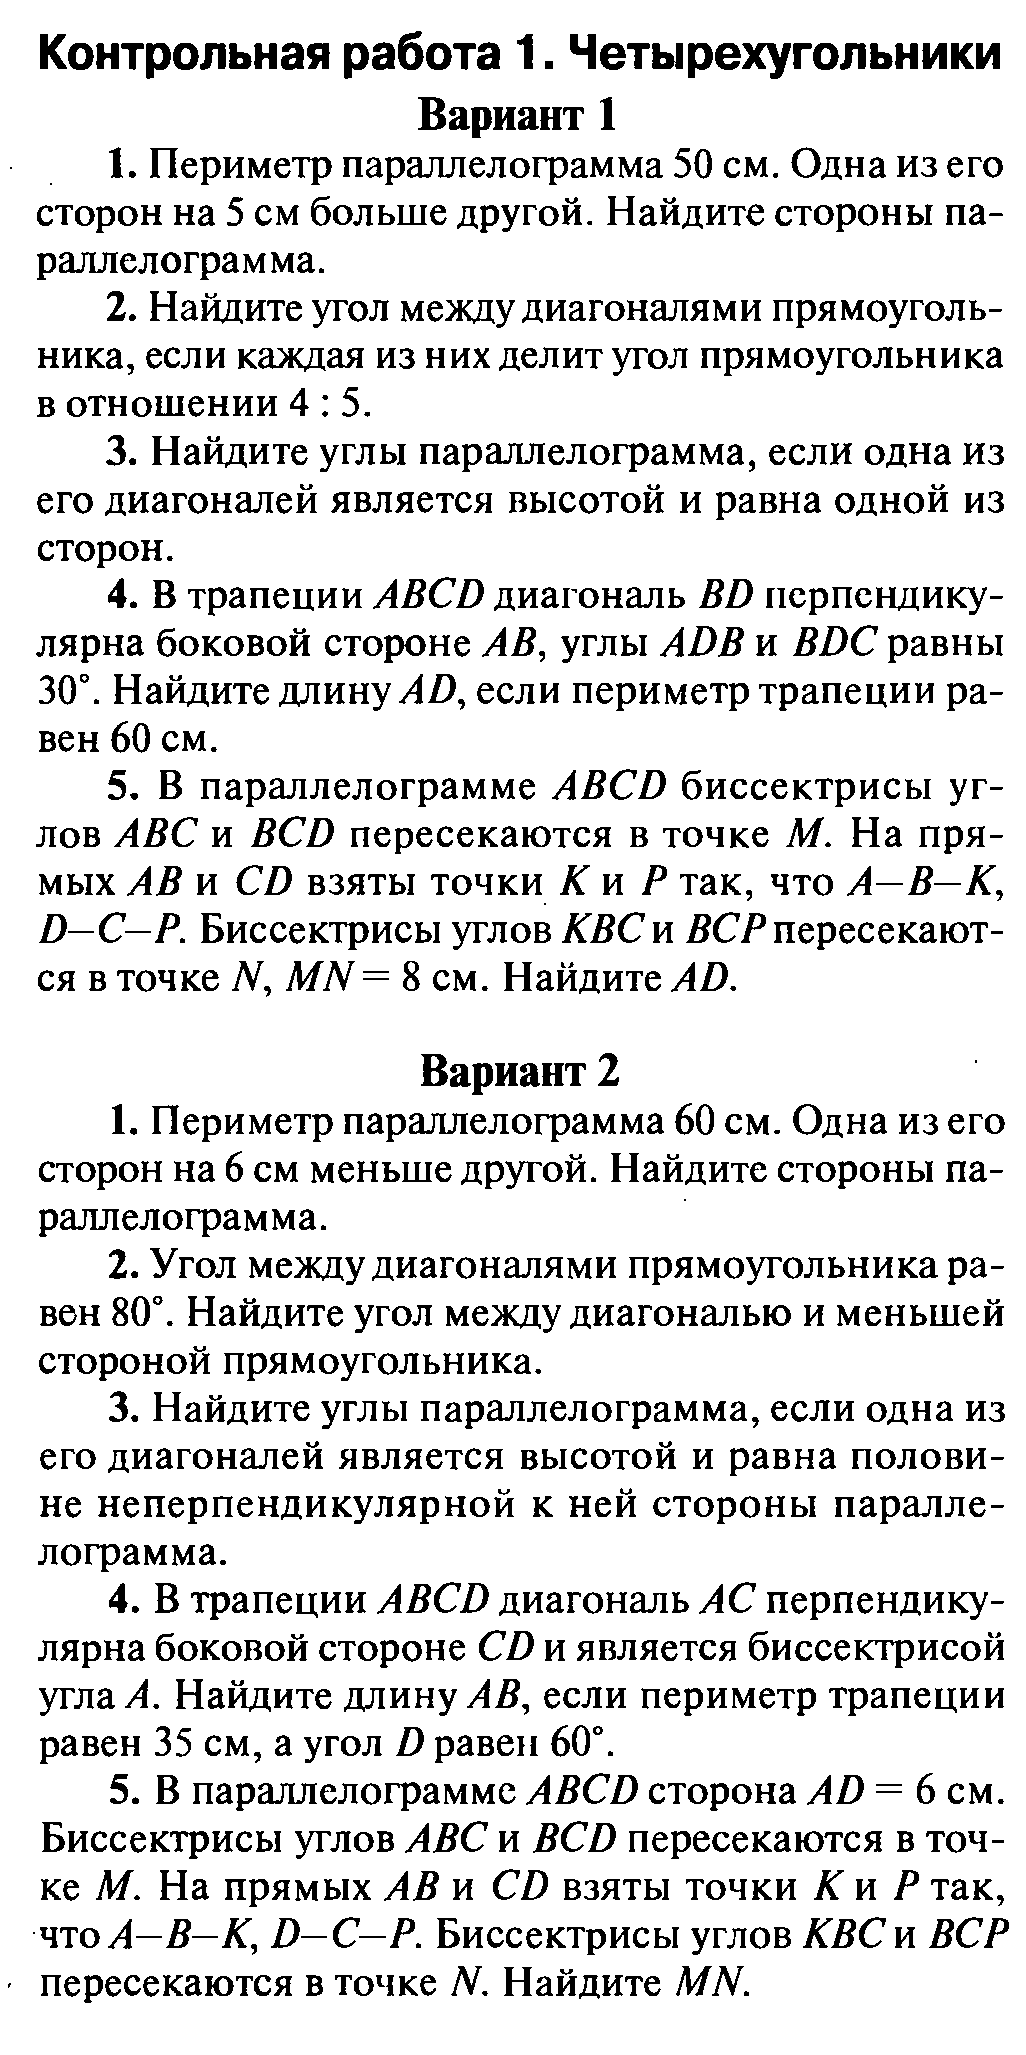 Контрольная работа 1. Четырехугольники
Вариант 1
1. Периметр параллелограмма 50 см. Одна из его
сторон на 5 см больше другой. Найдите стороны па-
раллелограмма.
2. Найдите угол между диагоналями прямоуголь-
ника, если каждая из них делит угол прямоугольника
в отношении 4 : 5.
3. Найдите углы параллелограмма, если одна из
его диагоналей является высотой и равна одной из
сторон.
4. В трапеции ABCD диагональ BD перпендику-
лярна боковой стороне AB, углы ADB и BDC равны
30°. Найдите длину AD, если периметр трапеции ра-
вен 60 см.
5. В параллелограмме ABCD биссектрисы уг-
лов ABC и BCD пересекаются в точке M. На пря-
мых AB и CD взяты точки K и P так, что A—B—K,
D—C—P. Биссектрисы углов KBC и BCP пересекают-
ся в точке N, MN = 8 см. Найдите AD.
Вариант 2
1. Периметр параллелограмма 60 см. Одна из его
сторон на 6 см меньше другой. Найдите стороны па-
раллелограмма.
2. Угол между диагоналями прямоугольника ра-
вен 80°. Найдите угол между диагональю и меньшей
стороной прямоугольника.
3. Найдите углы параллелограмма, если одна из
его диагоналей является высотой и равна полови-
не неперпендикулярной к ней стороны паралле-
лограмма.
4. В трапеции ABCD диагональ AC перпендику-
лярна боковой стороне CD и является биссектрисой
угла A. Найдите длину AB, если периметр трапеции
равен 35 см, а угол D равен 60°.
5. В параллелограмме ABCD сторона AD = 6 см.
Биссектрисы углов ABC и BCD пересекаются в точ-
ке M. На прямых AB и CD взяты точки K и P так,
что A—B—K, D—C—P. Биссектрисы углов KBC и BCP
пересекаются в точке N. Найдите MN.